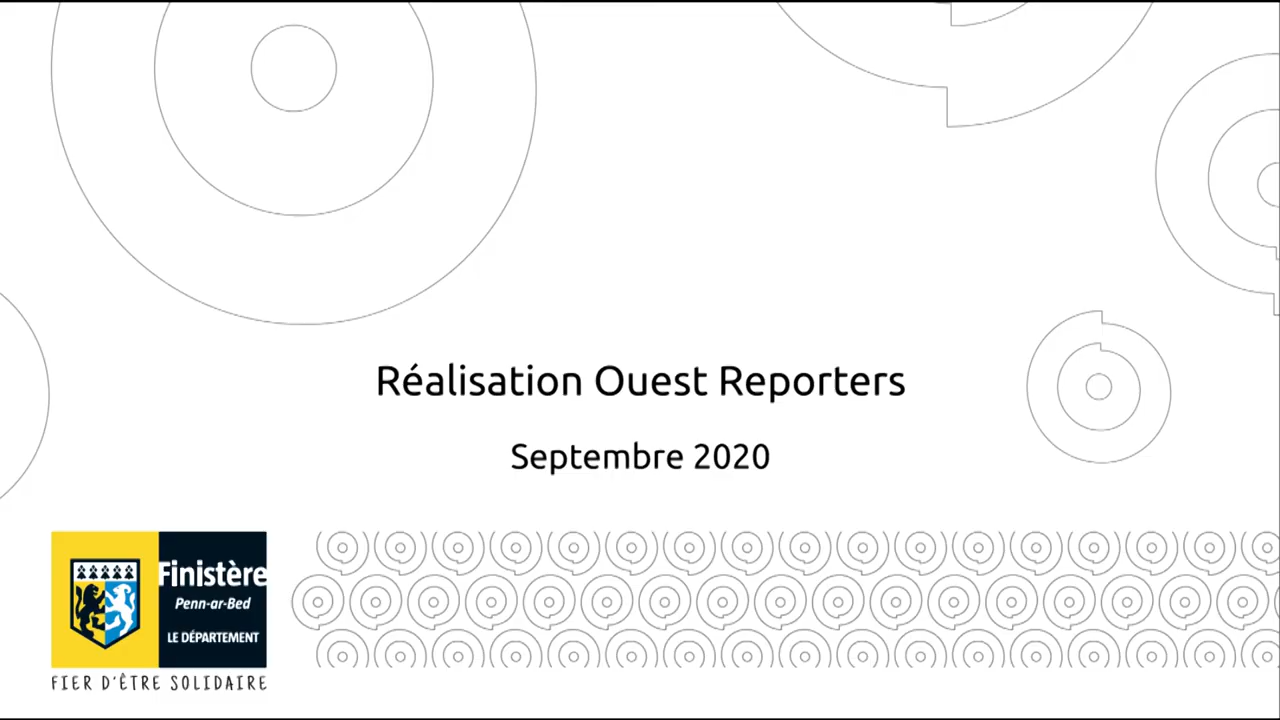 Réalisation Ouest Reporters
Septembre 2020
Finistère
Penn-ar-Bed
LE DÉPARTEMENT
FIER D'ÊTRE SOLIDAIRE